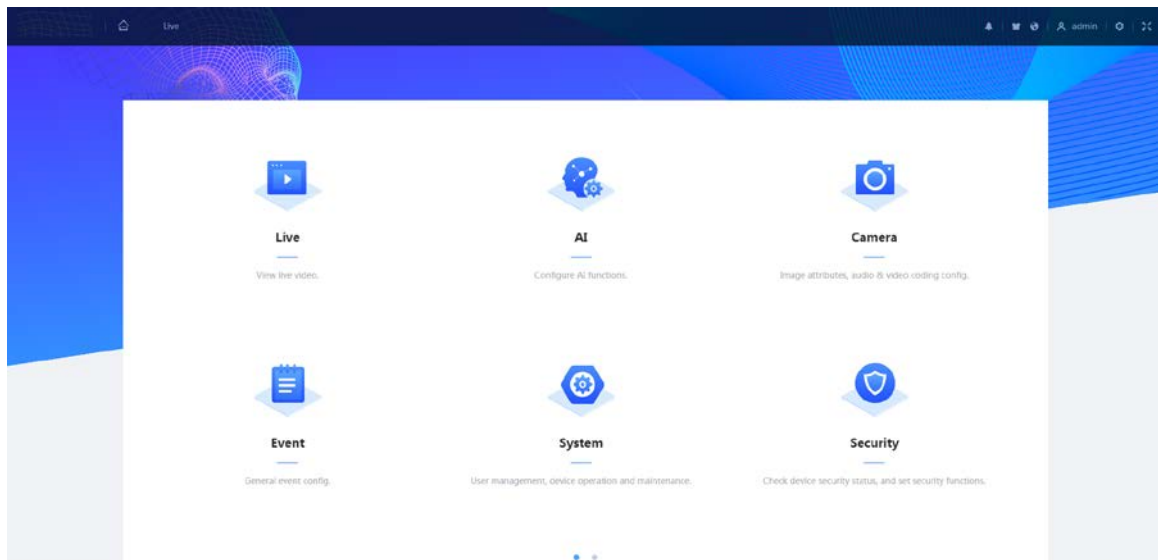 Live
admin
Live
AI
Camera
View live video.
Configure AI functions.
Image attributes, audio & video coding config.
Event
System
Security
General event config.
User management, device operation and maintenance.
Check device security status, and set security functions.